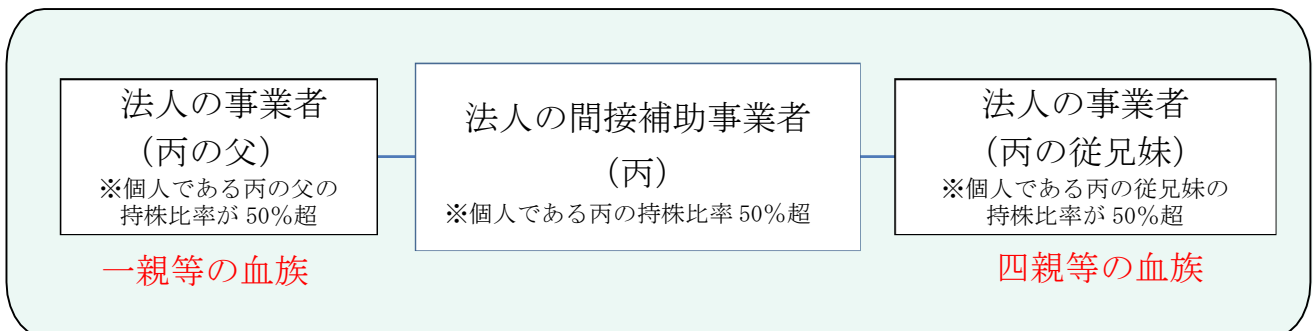 法人の事業者
（丙の父）
※個人である丙の父の
持株比率が 50％超
一親等の血族
法人の間接補助事業者
（丙）
※個人である丙の持株比率 50％超
法人の事業者
（丙の従兄妹）
※個人である丙の従兄妹の
持株比率が 50％超
四親等の血族